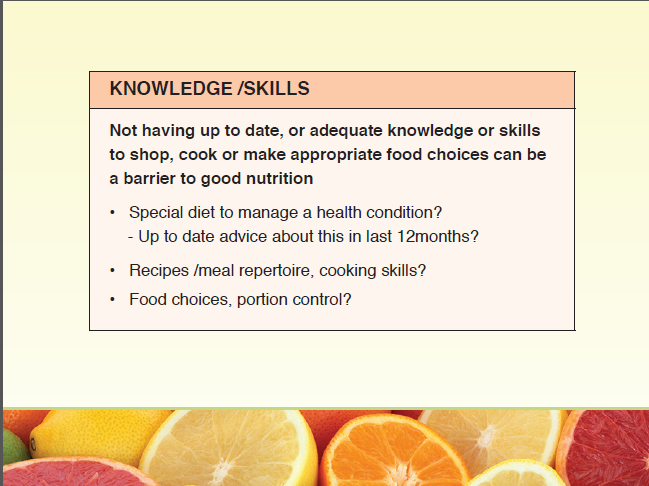 KNOWLEDGE /SKILLS
Not having up to date, or adequate knowledge or skills
to shop, cook or make appropriate food choices can be
a barrier to good nutrition
• Special diet to manage a health condition?
- Up to date advice about this in last 12months?
• Recipes /meal repertoire, cooking skills?
• Food choices, portion control?